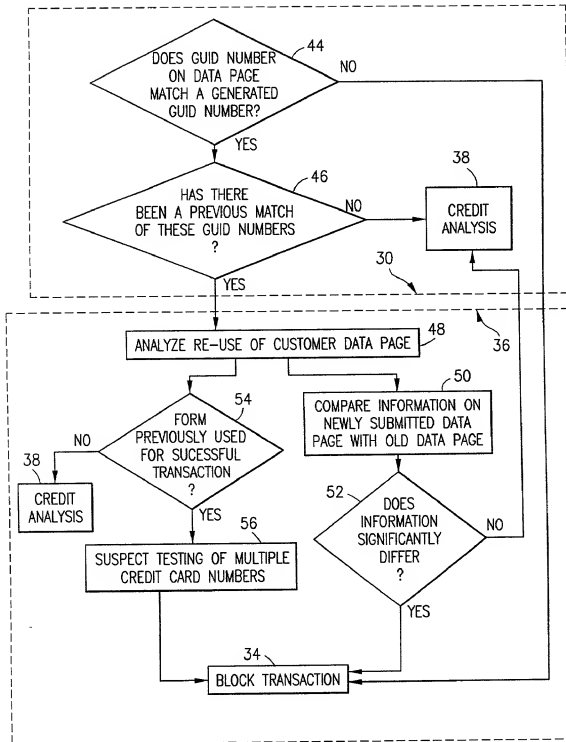 44
DOES GUID NUMBER
ON DATA PAGE
MATCH A GENERATED
GUID NUMBER?
NO
YES
46
HAS THERE
BEEN A PREVIOUS MATCH
OF THESE GUID NUMBERS
?
NO
38
CREDIT
ANALYSIS
YES
30
36
ANALYZE RE-USE OF CUSTOMER DATA PAGE
48
54
FORM
PREVIOUSLY USED
FOR SUCESSFUL
TRANSACTION
?
NO
38
CREDIT
ANALYSIS
YES
56
SUSPECT TESTING OF MULTIPLE
CREDIT CARD NUMBERS
50
COMPARE INFORMATION ON
NEWLY SUBMITTED DATA
PAGE WITH OLD DATA PAGE
52
DOES
INFORMATION
SIGNIFICANTLY
DIFFER
?
NO
YES
34
BLOCK TRANSACTION